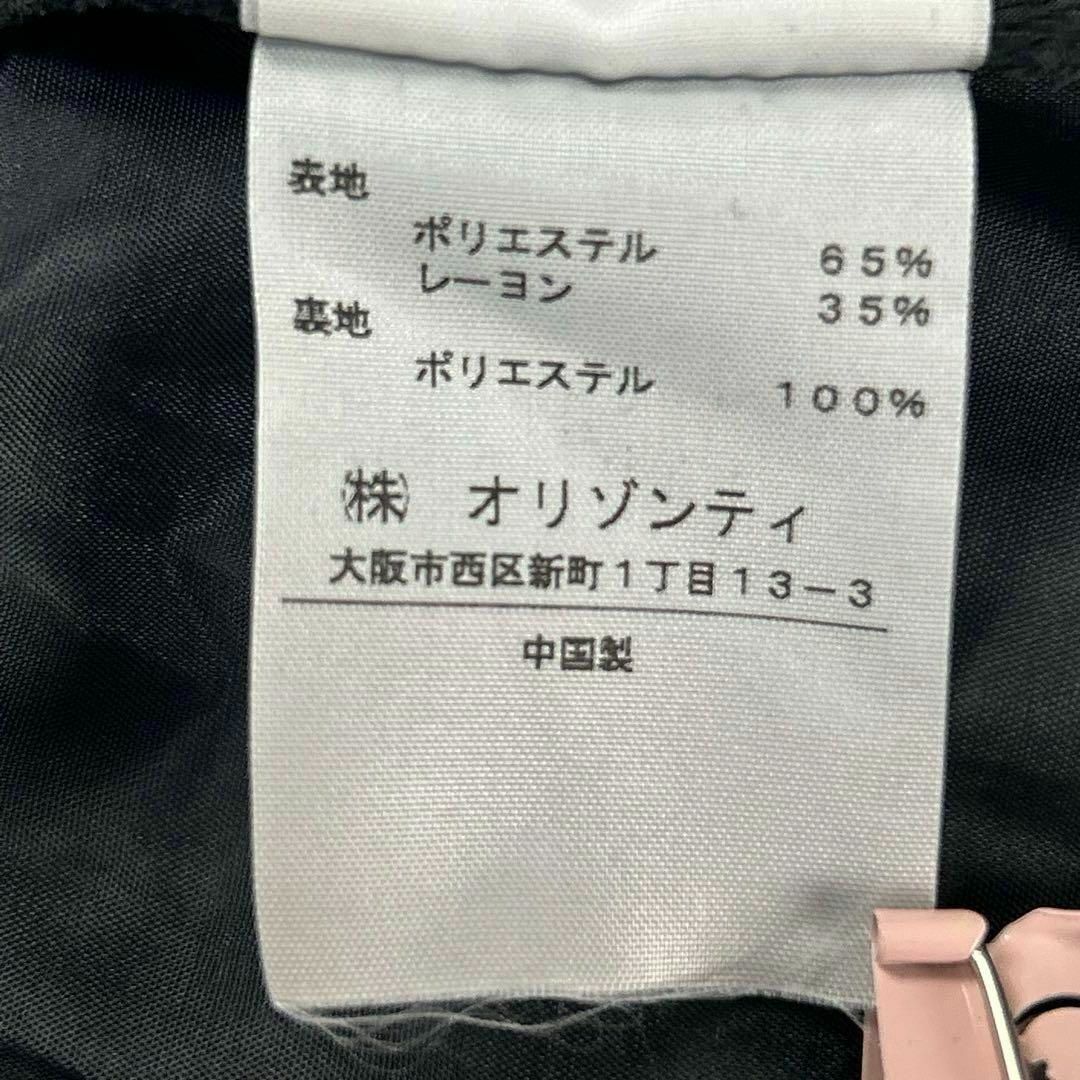 表地
ポリエステル ６５％
レーヨン ３５％
裏地
ポリエステル １００％
㈱ オリゾンティ
大阪市西区新町１丁目１３－３
中国製